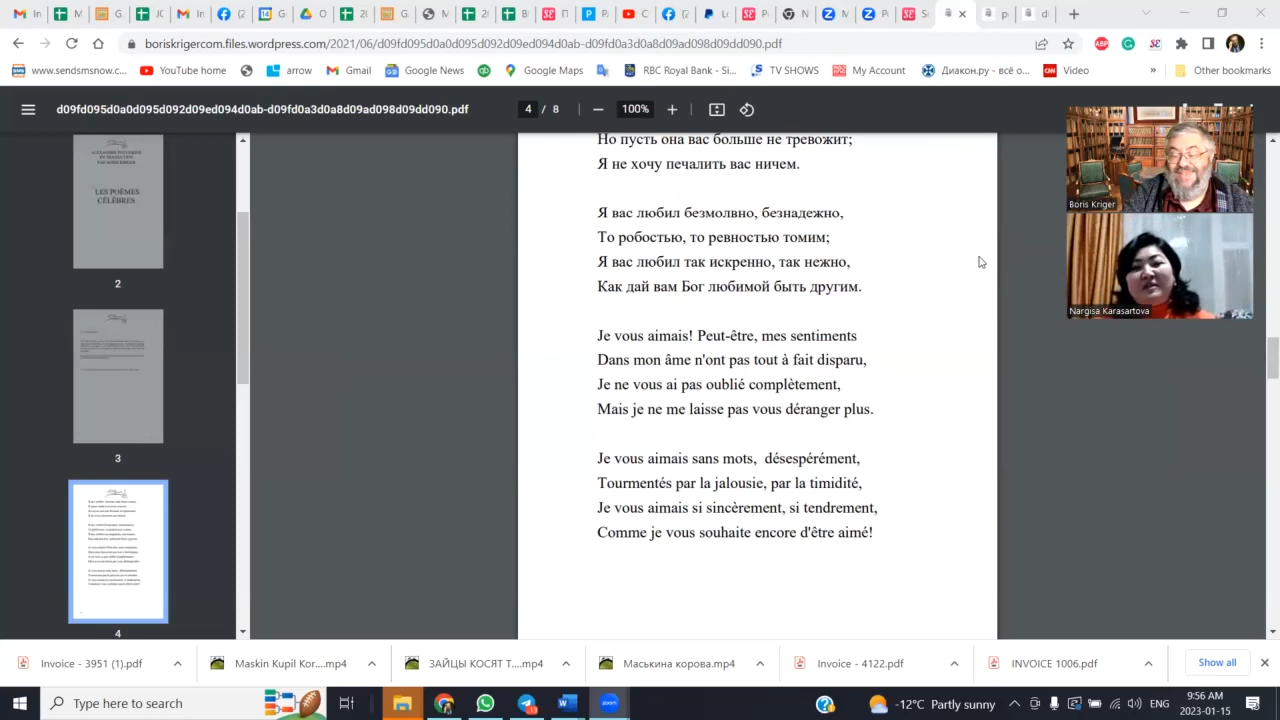 boriskrigercom.files.wordpress.com/2021/06/d09fd095d0a0d095d092d09ed094d0ab-d09fd0a3d0a8d09ad098d09dd090.pdf
www.sendsmsnow.c... YouTube home arrow Gmail Google News Google Maps RBC Royal Bank - Si... TV SHOWS My Account Диакон.ру - всё о... Video » Other bookmarks
d09fd095d0a0d095d092d09ed094d0ab-d09fd0a3d0a8d09ad098d09dd090.pdf 4 / 8 100%
LES POÈMES
CÉLÈBRES
2
3
4
Но пусть она вас больше не тревожит;
Я не хочу печалить вас ничем.
Я вас любил безмолвно, безнадежно,
То робостью, то ревностью томим;
Я вас любил так искренно, так нежно,
Как дай вам Бог любимой быть другим.
Je vous aimais! Peut-être, mes sentiments
Dans mon âme n'ont pas tout à fait disparu,
Je ne vous ai pas oublié complètement,
Mais je ne me laisse pas vous déranger plus.
Je vous aimais sans mots, désespérément,
Tourmentés par la jalousie, par la timidité,
Je vous aimais si sincèrement, si tendrement,
Comme je vous souhaite encore d'être aimé!
Boris Kriger
Nargisa Karasartova
Invoice - 3951 (1).pdf Maskin Kupil Kor....mp4 ЗАЙЦЫ КОСЯТ Т....mp4 Маськина корова.mp4 Invoice - 4122.pdf INVOICE 1006.pdf Show all
Type here to search -12°C Partly sunny ENG 9:56 AM
2023-01-15